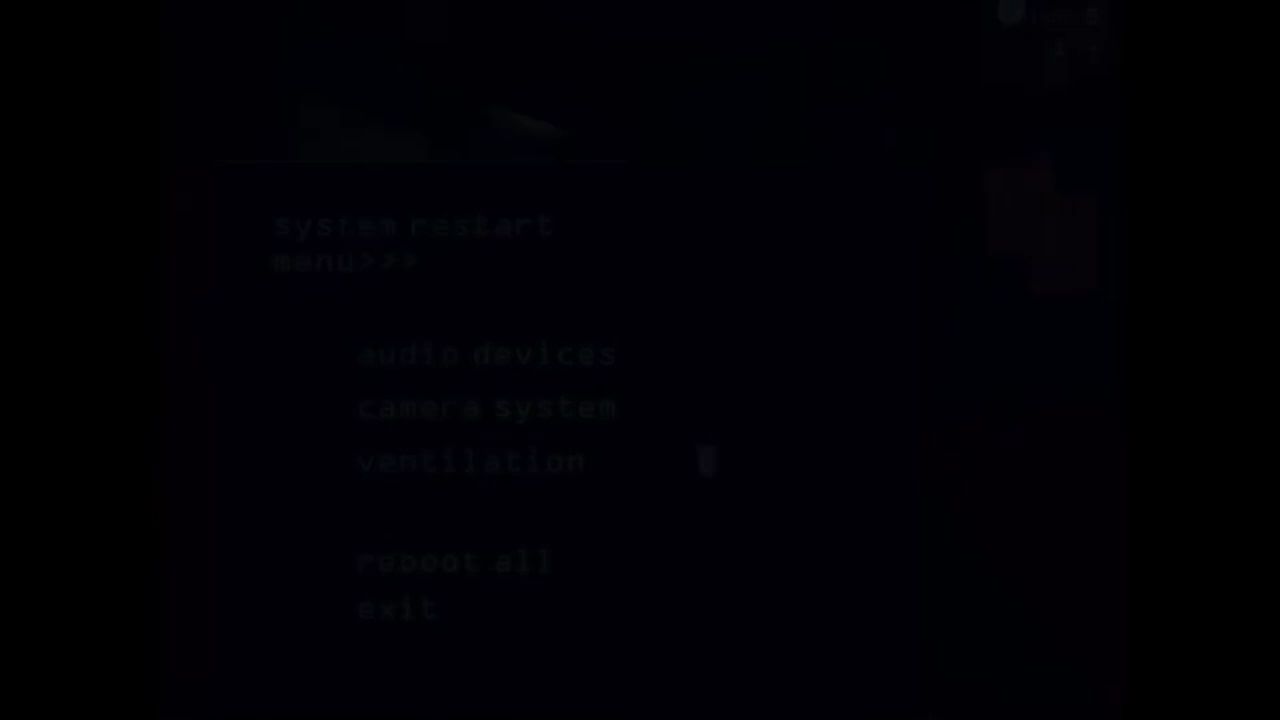 system restart
menu>>>
audio devices
camera system
ventilation
reboot all
exit